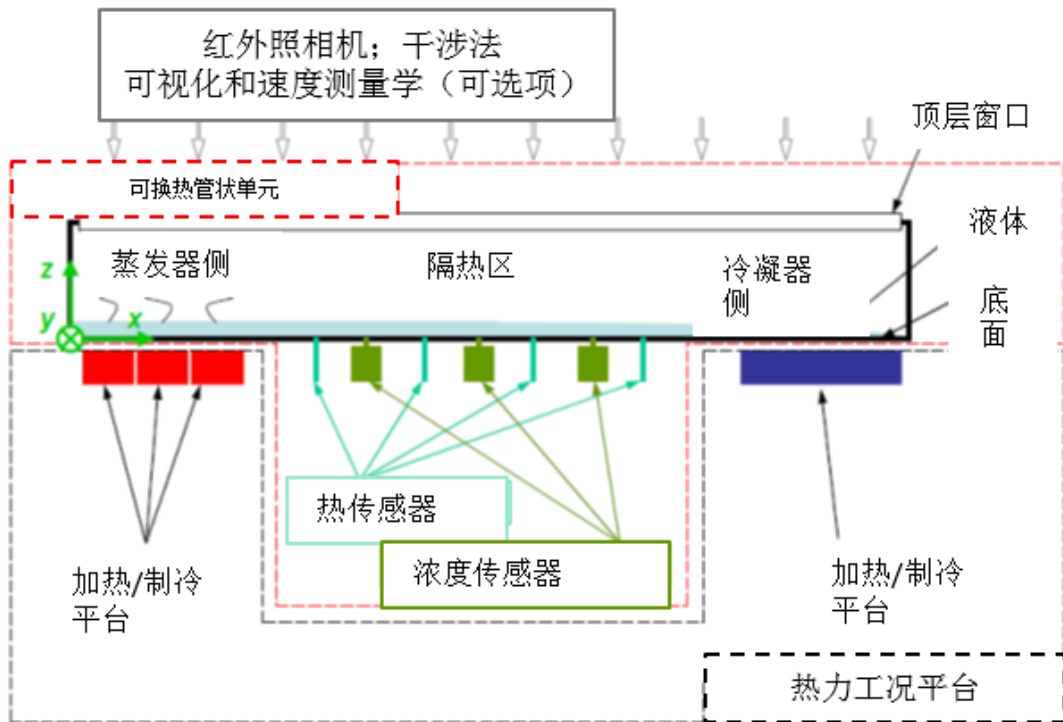 红外照相机；干涉法
可视化和速度测量学（可选项）
顶层窗口
可换热管状单元
液体
蒸发器侧
隔热区
冷凝器
侧
z
底
面
y
x
热传感器
浓度传感器
加热/制冷
平台
加热/制冷
平台
热力工况平台